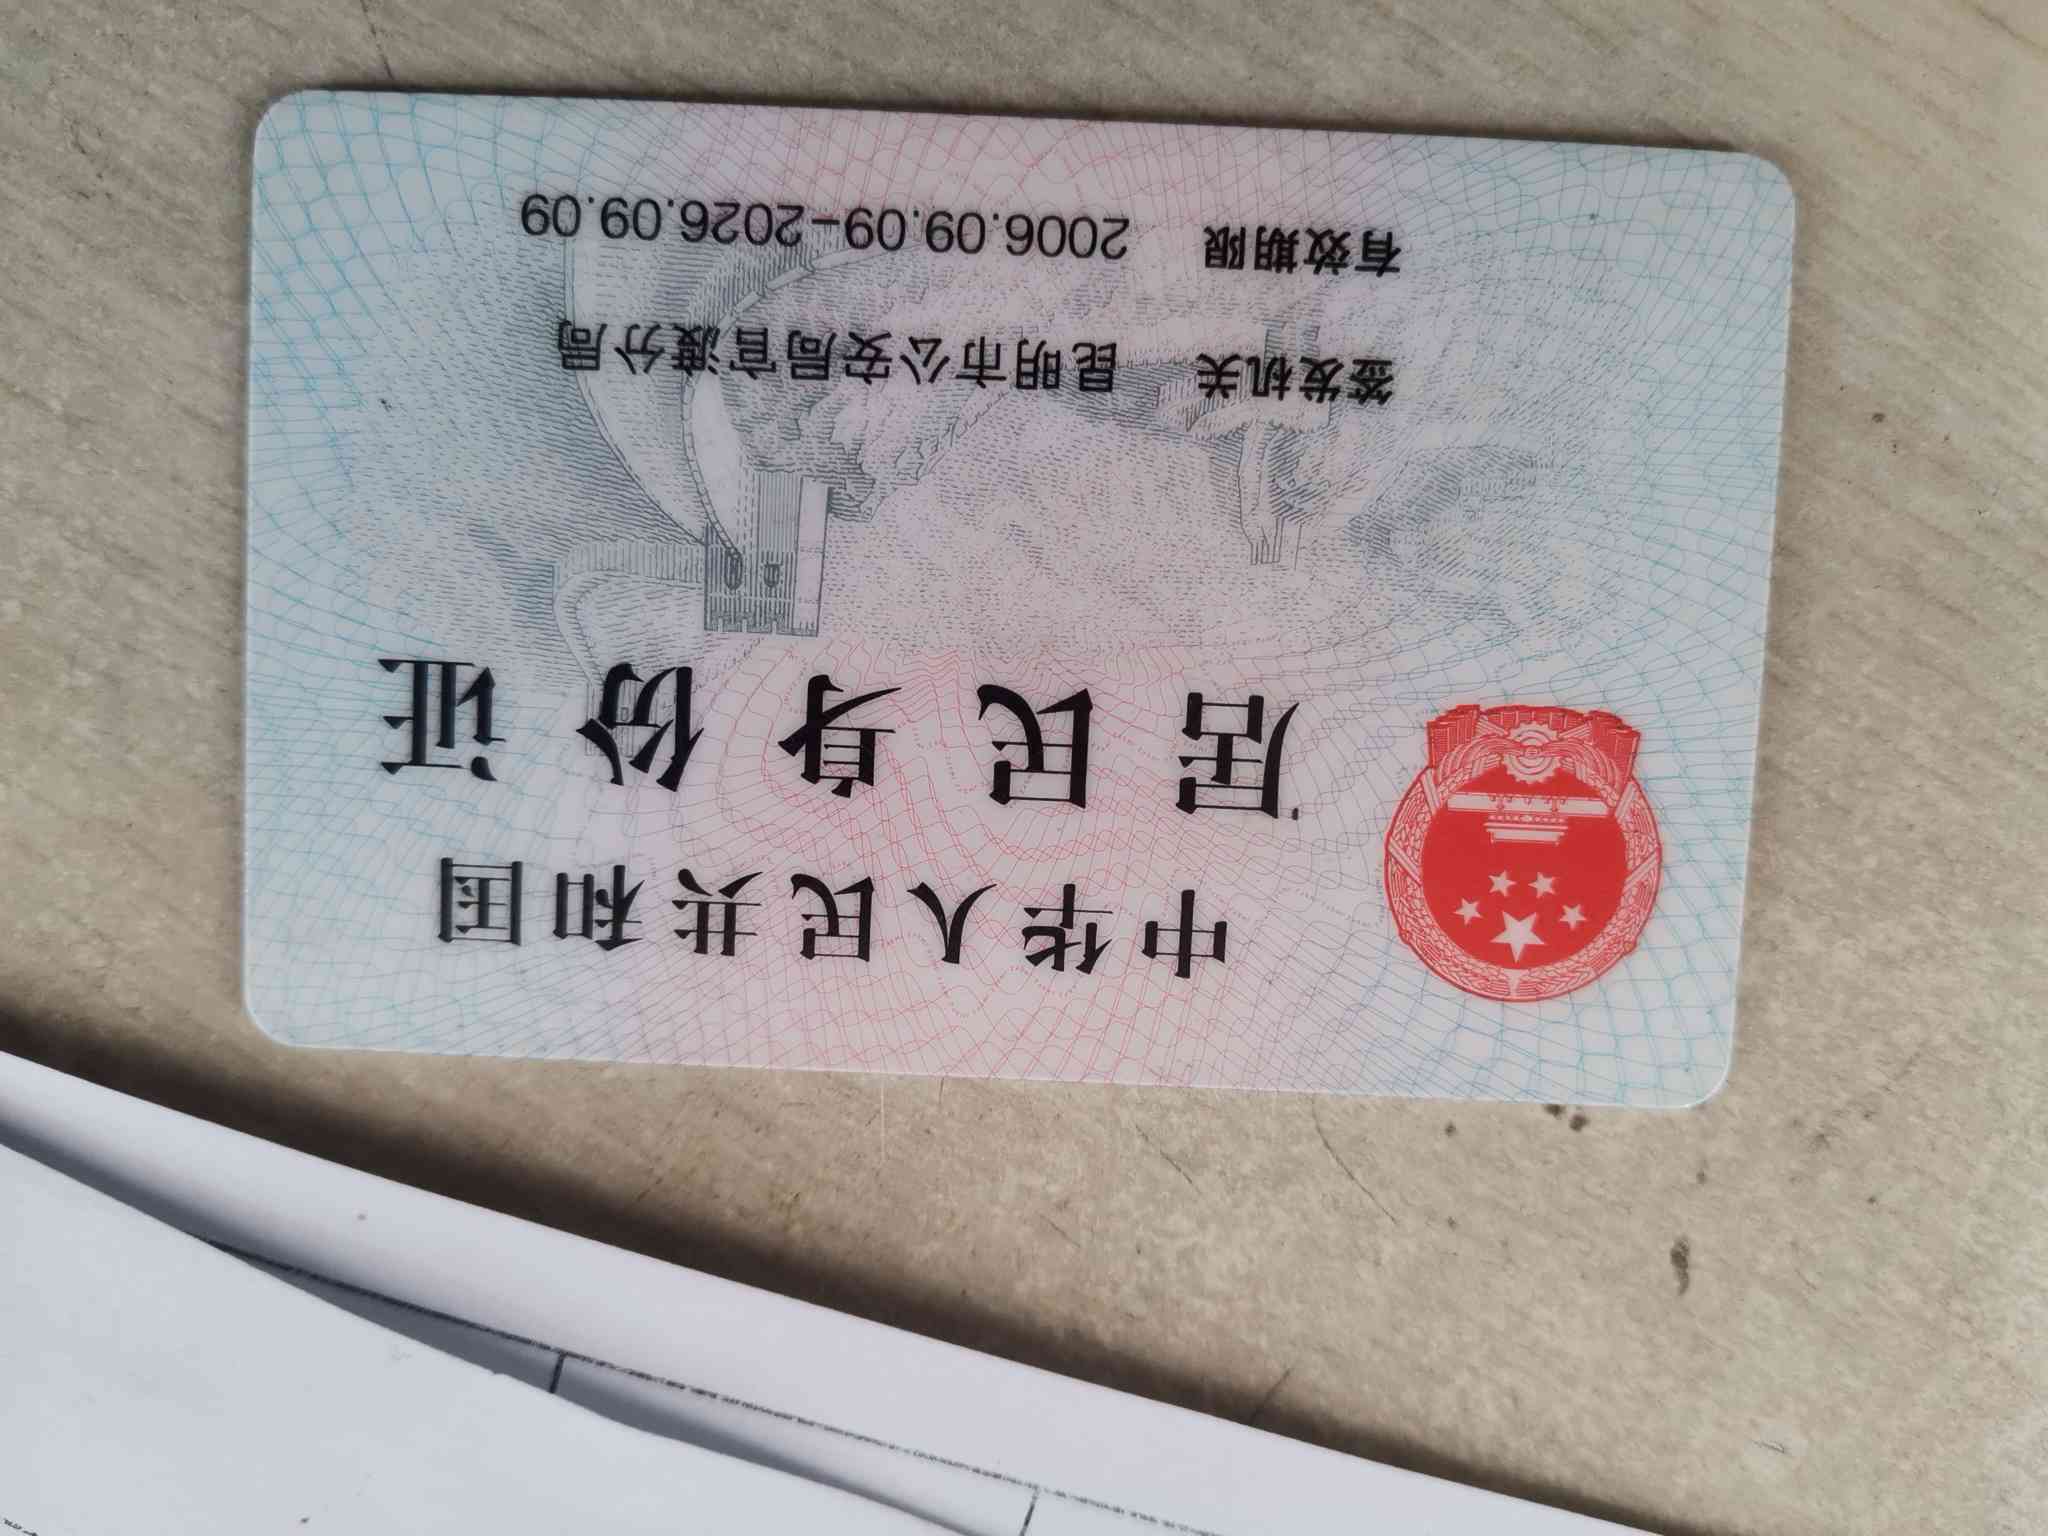 中华人民共和国
居民身份证
签发机关 昆明市公安局官渡分局
有效期限 2006.09.09-2026.09.09